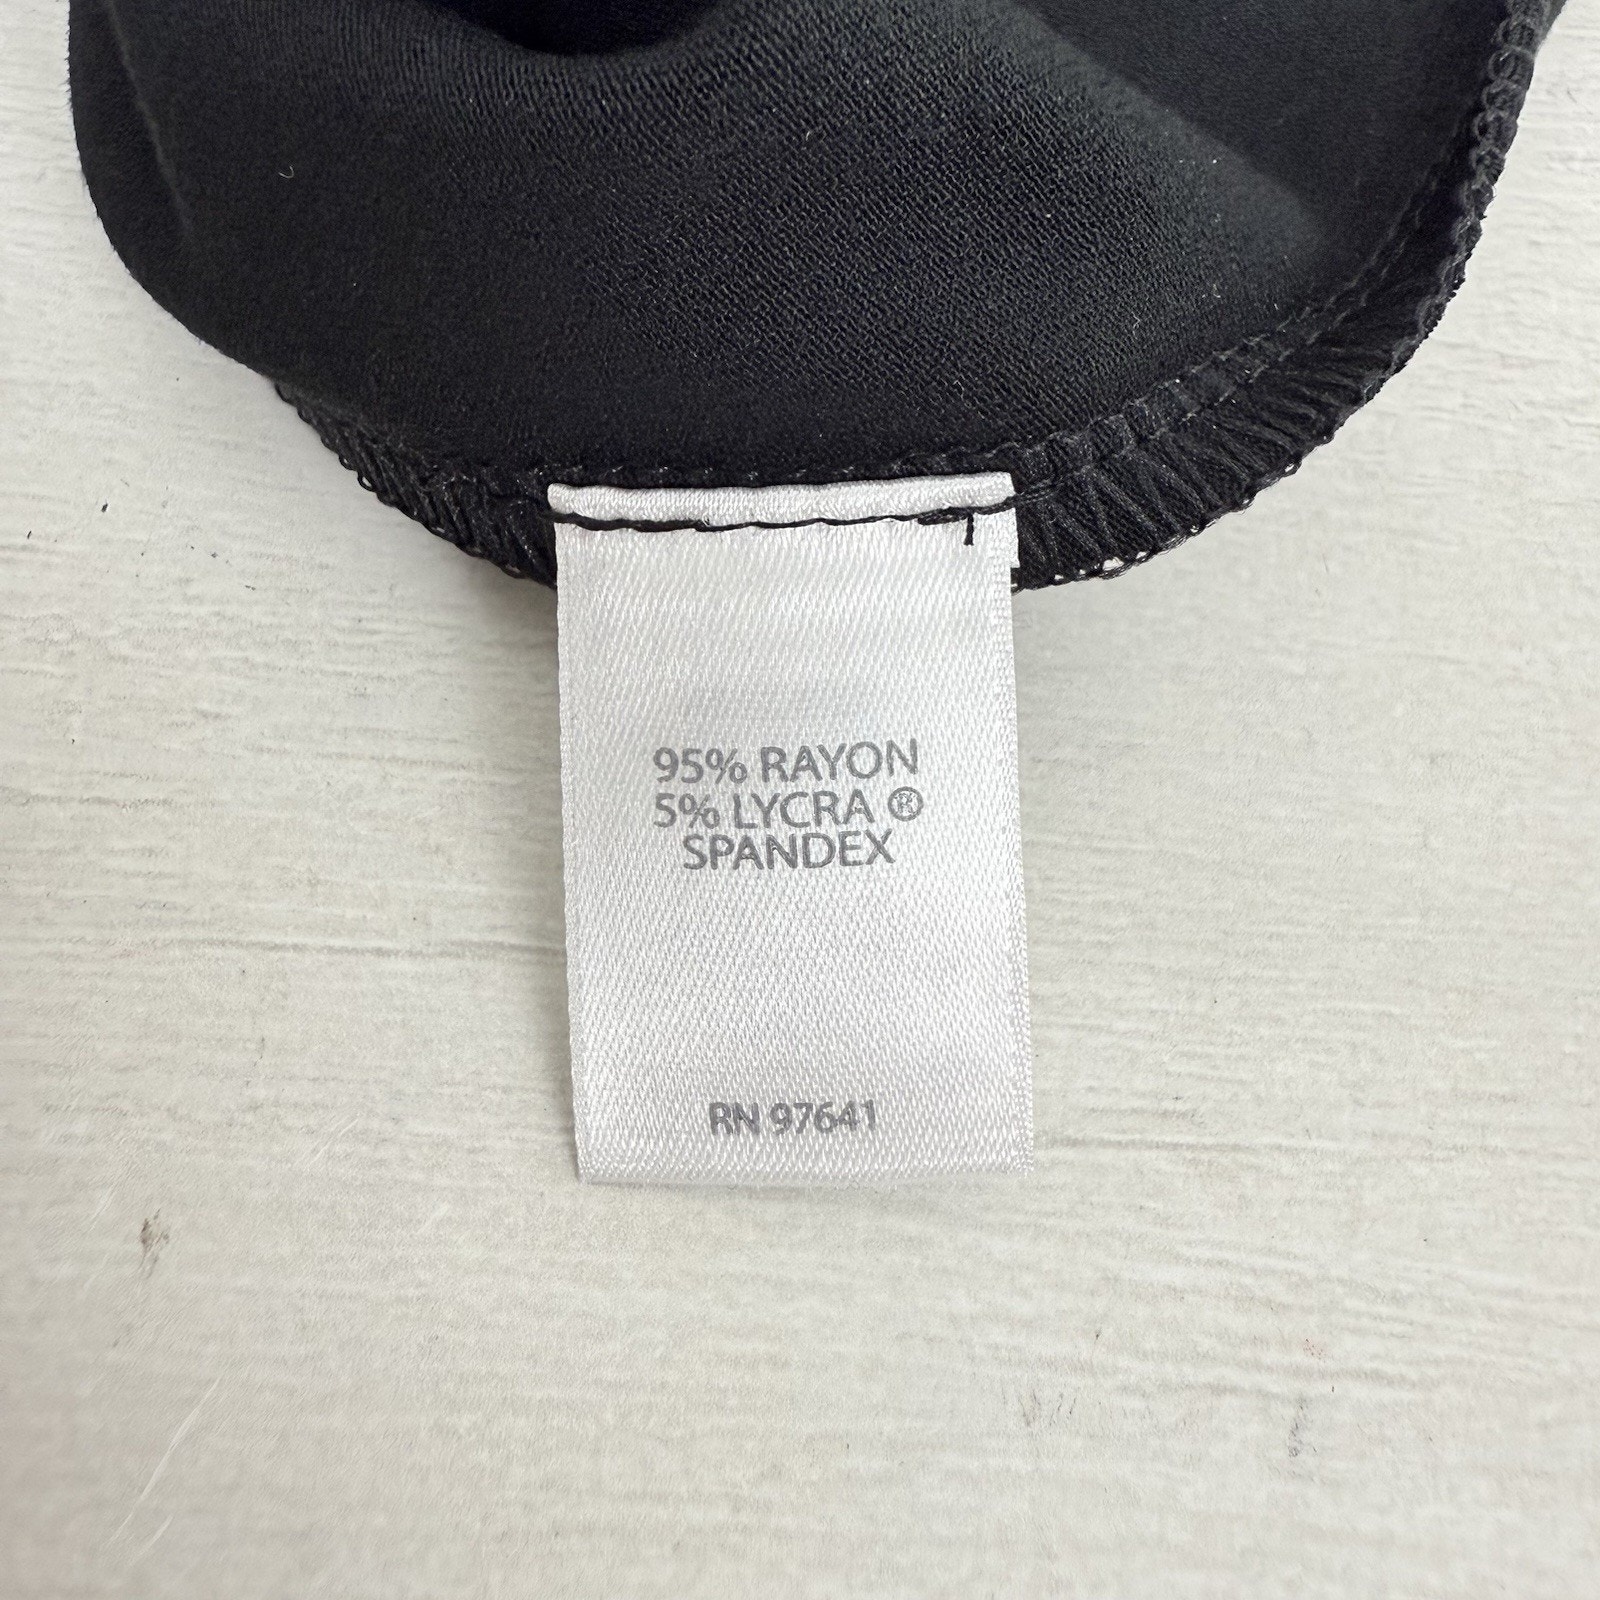 95% RAYON
5% LYCRA ®
SPANDEX
RN 97641